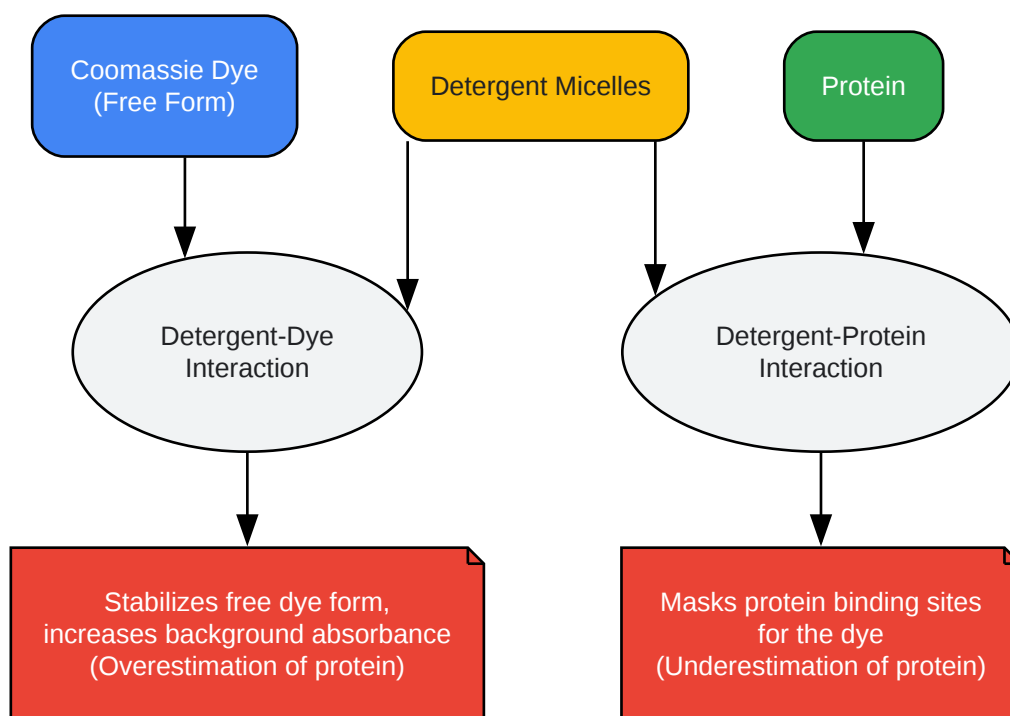 Coomassie Dye
(Free Form)
Detergent Micelles
Protein
Detergent-Dye
Interaction
Detergent-Protein
Interaction
Stabilizes free dye form,
increases background absorbance
(Overestimation of protein)
Masks protein binding sites
for the dye
(Underestimation of protein)